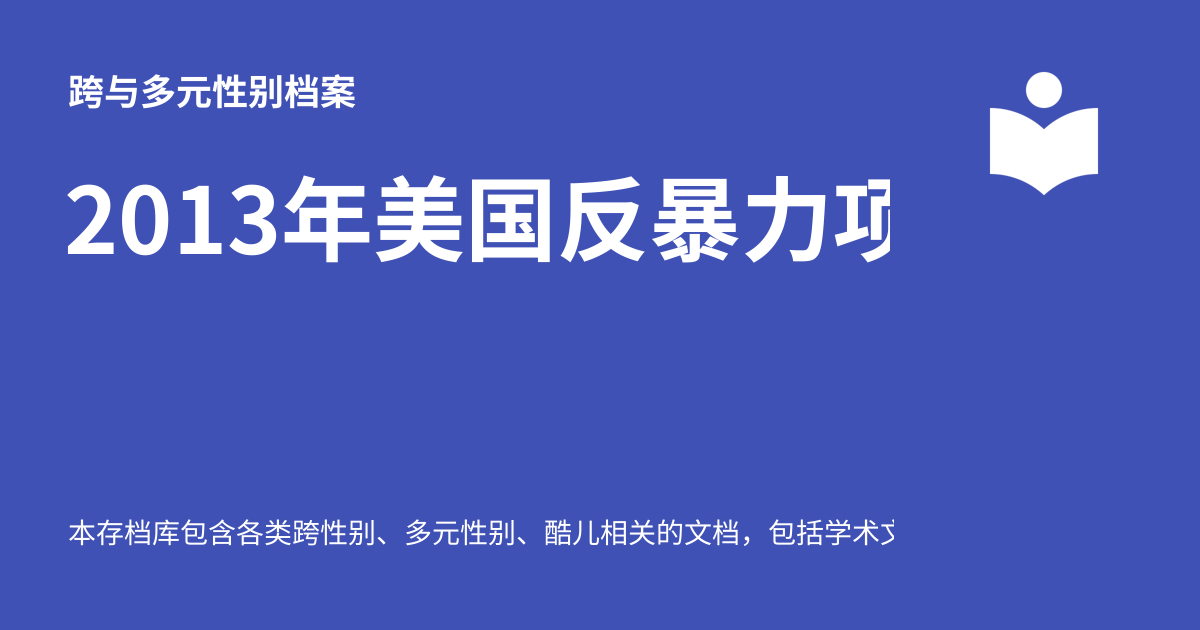 跨与多元性别档案
2013年美国反暴力项
本存档库包含各类跨性别、多元性别、酷儿相关的文档，包括学术文